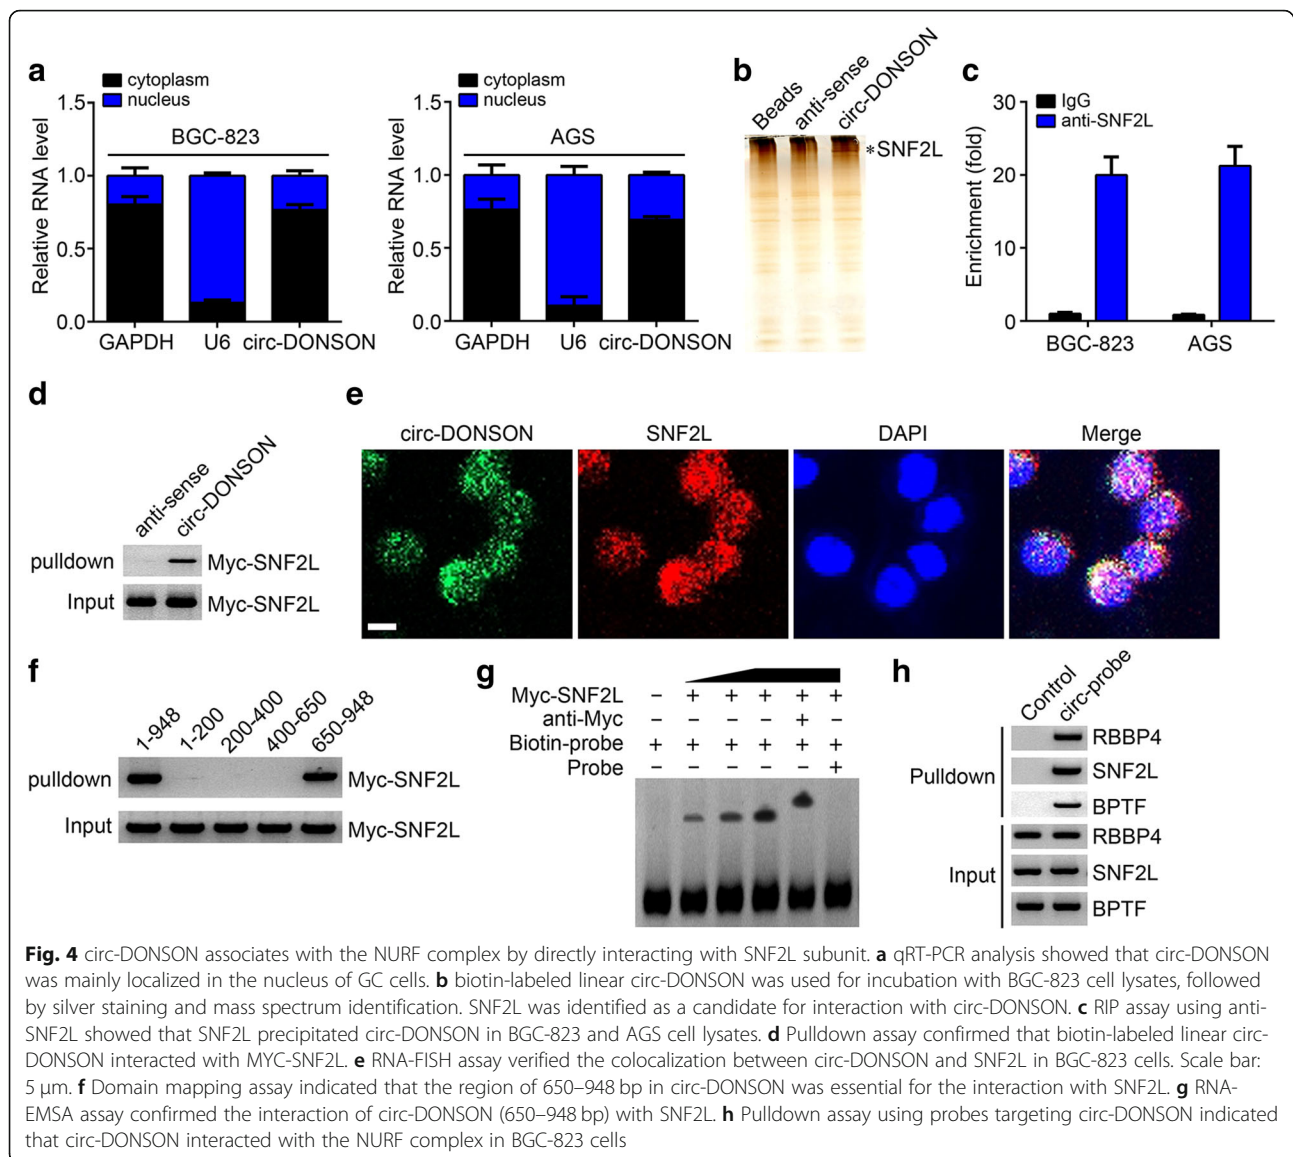 a
cytoplasm
nucleus
1.5
1.0
0.5
0.0
Relative RNA level
BGC-823
GAPDH U6 circ-DONSON
cytoplasm
nucleus
1.5
1.0
0.5
0.0
Relative RNA level
AGS
GAPDH U6 circ-DONSON
b
Beads
anti-sense
circ-DONSON
*SNF2L
c
IgG
anti-SNF2L
30
20
10
0
Enrichment (fold)
BGC-823 AGS
d
anti-sense
circ-DONSON
pulldown Myc-SNF2L
Input Myc-SNF2L
e
circ-DONSON SNF2L DAPI Merge
f
1-948
1-200
200-400
400-650
650-948
pulldown Myc-SNF2L
Input Myc-SNF2L
g
Myc-SNF2L – + + + + +
anti-Myc – – – – + –
Biotin-probe + + + + + +
Probe – – – – – +
h
Control
circ-probe
Pulldown
RBBP4
SNF2L
BPTF
Input
RBBP4
SNF2L
BPTF
Fig. 4 circ-DONSON associates with the NURF complex by directly interacting with SNF2L subunit. a qRT-PCR analysis showed that circ-DONSON
was mainly localized in the nucleus of GC cells. b biotin-labeled linear circ-DONSON was used for incubation with BGC-823 cell lysates, followed
by silver staining and mass spectrum identification. SNF2L was identified as a candidate for interaction with circ-DONSON. c RIP assay using anti-
SNF2L showed that SNF2L precipitated circ-DONSON in BGC-823 and AGS cell lysates. d Pulldown assay confirmed that biotin-labeled linear circ-
DONSON interacted with MYC-SNF2L. e RNA-FISH assay verified the colocalization between circ-DONSON and SNF2L in BGC-823 cells. Scale bar:
5 μm. f Domain mapping assay indicated that the region of 650–948 bp in circ-DONSON was essential for the interaction with SNF2L. g RNA-
EMSA assay confirmed the interaction of circ-DONSON (650–948 bp) with SNF2L. h Pulldown assay using probes targeting circ-DONSON indicated
that circ-DONSON interacted with the NURF complex in BGC-823 cells